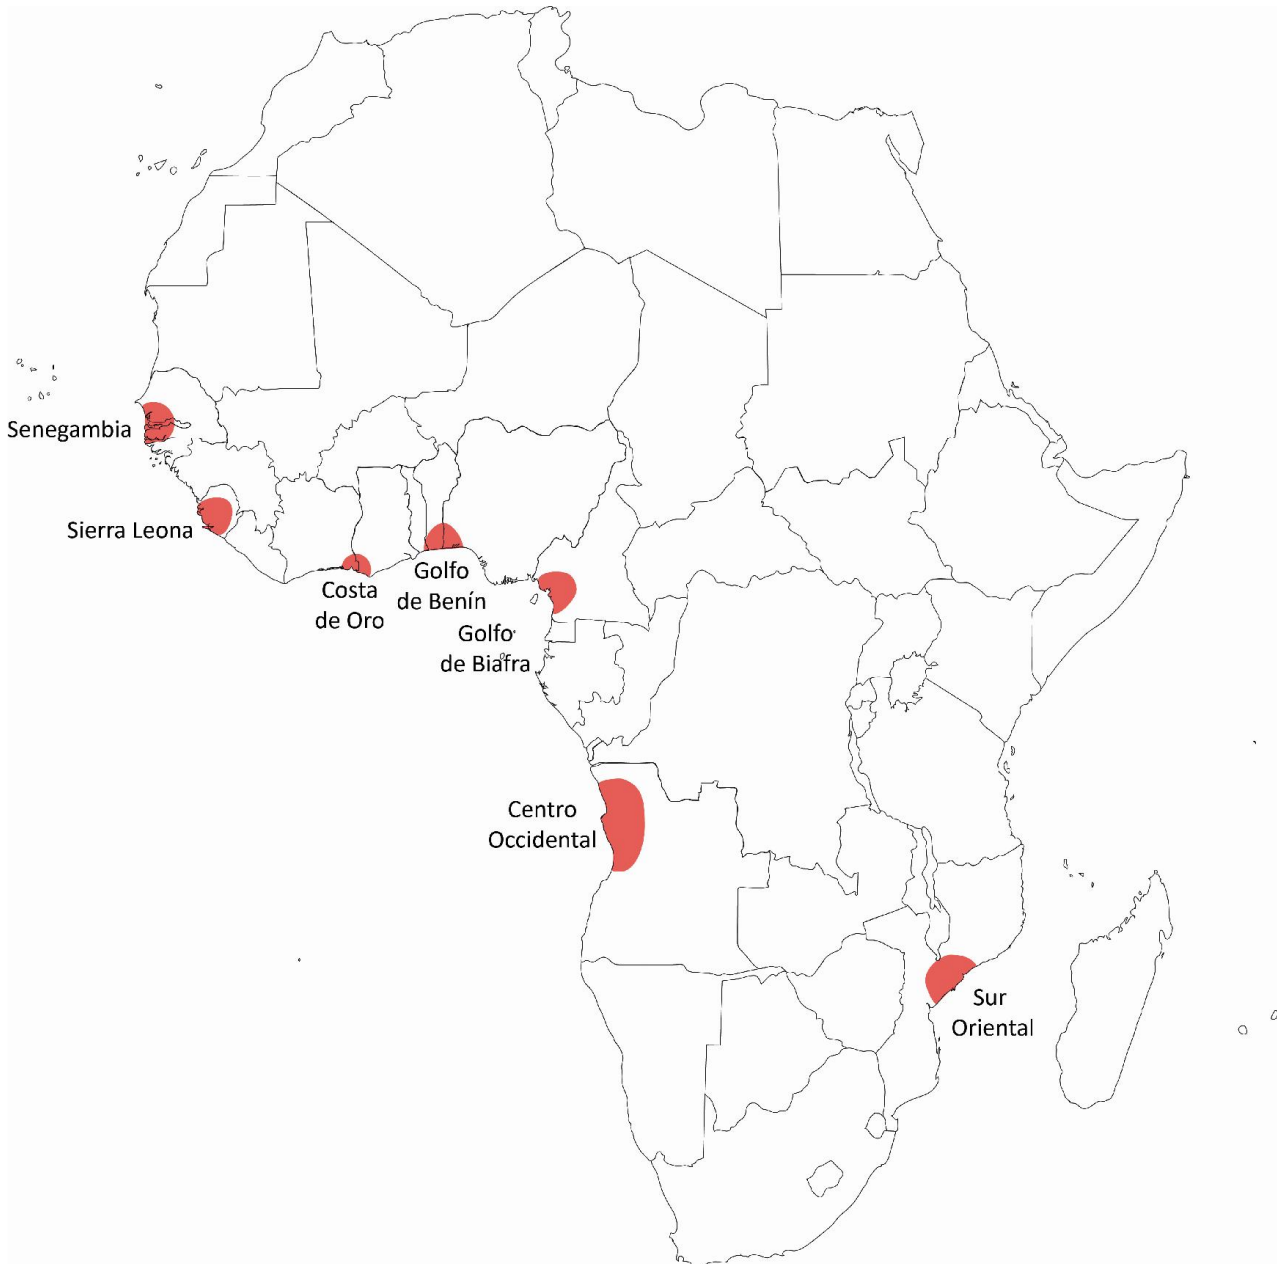 Senegambia
Sierra Leona
Costa
de Oro
Golfo
de Benín
Golfo
de Biafra
Centro
Occidental
Sur
Oriental